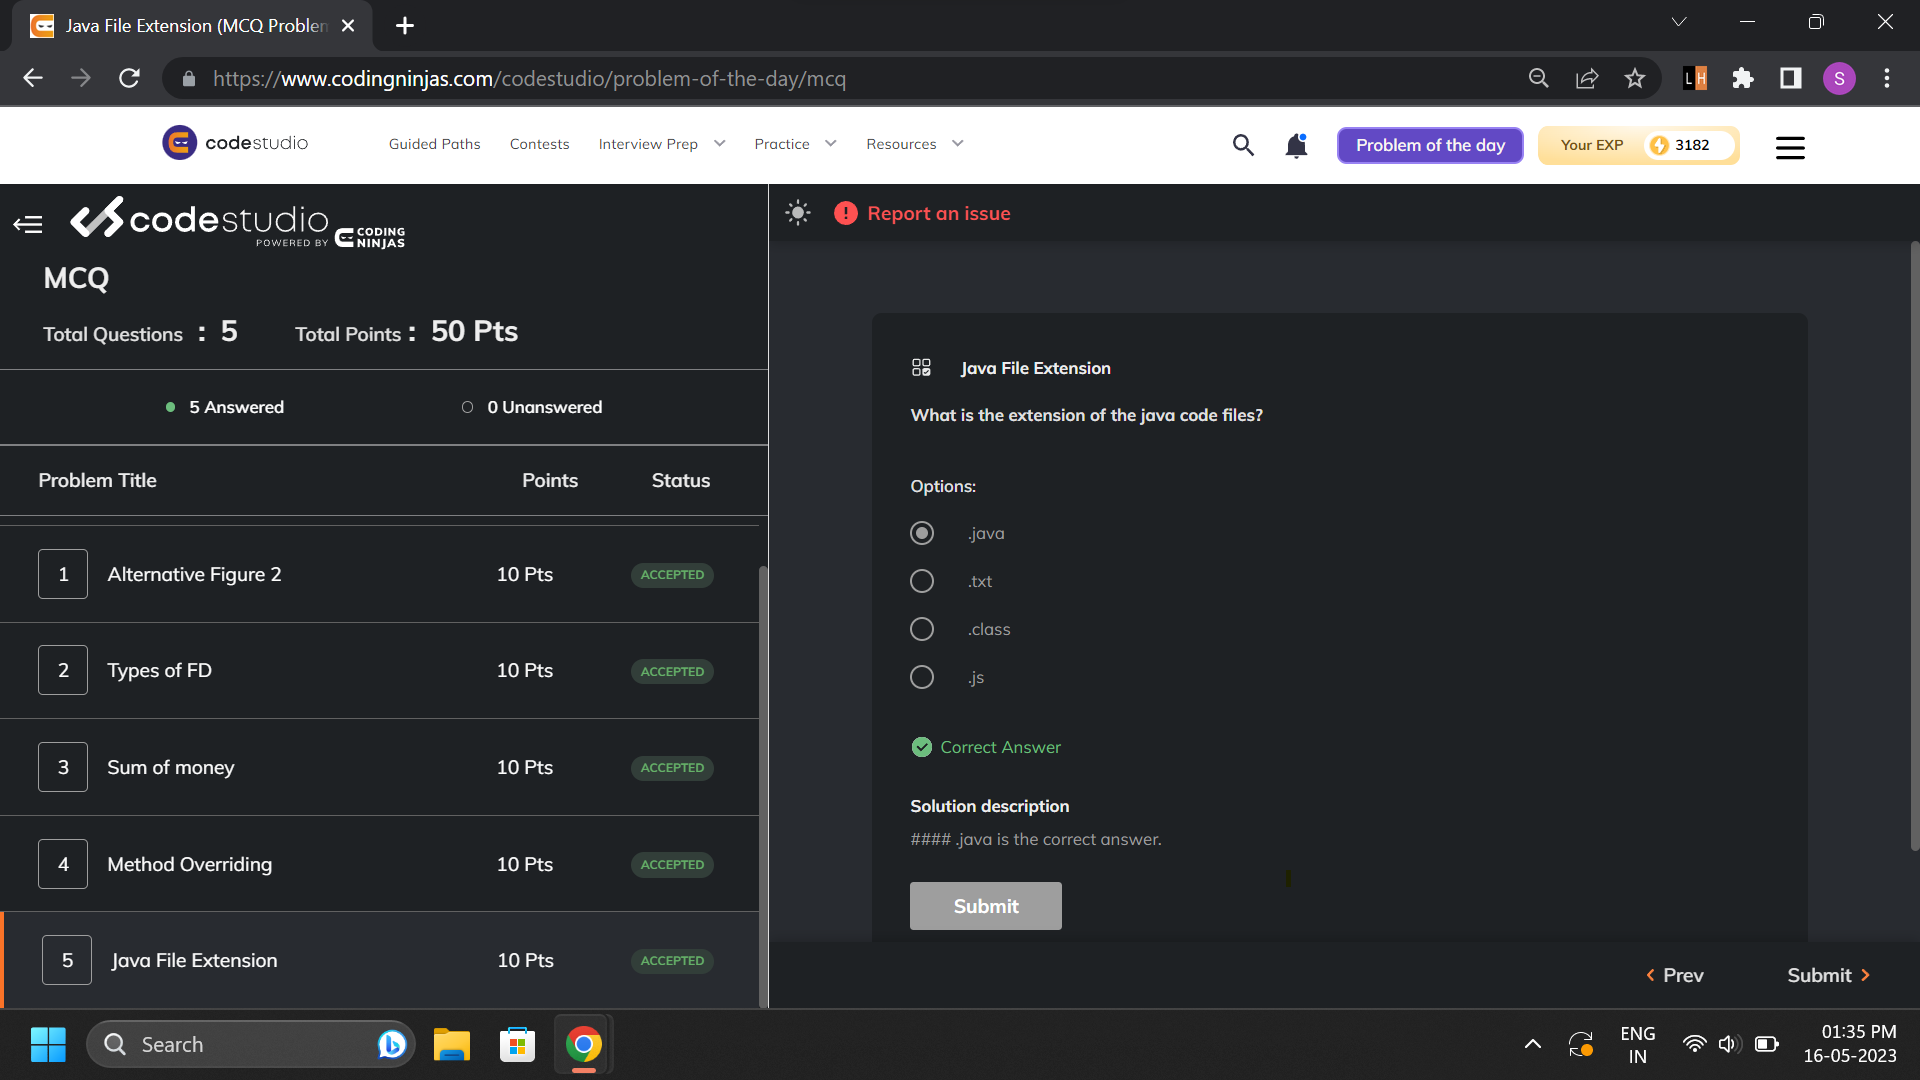 Java File Extension (MCQ Problem
https://www.codingninjas.com/codestudio/problem-of-the-day/mcq
LH
S
codestudio
Guided Paths
Contests
Interview Prep
Practice
Resources
Problem of the day
Your EXP
3182
codestudio
POWERED BY
CODING
NINJAS
Report an issue
MCQ
Total Questions : 5
Total Points : 50 Pts
5 Answered
0 Unanswered
Problem Title
Points
Status
1 Alternative Figure 2 10 Pts ACCEPTED
2 Types of FD 10 Pts ACCEPTED
3 Sum of money 10 Pts ACCEPTED
4 Method Overriding 10 Pts ACCEPTED
5 Java File Extension 10 Pts ACCEPTED
Java File Extension
What is the extension of the java code files?
Options:
.java
.txt
.class
.js
Correct Answer
Solution description
#### .java is the correct answer.
Submit
Prev
Submit
Search
ENG
IN
01:35 PM
16-05-2023